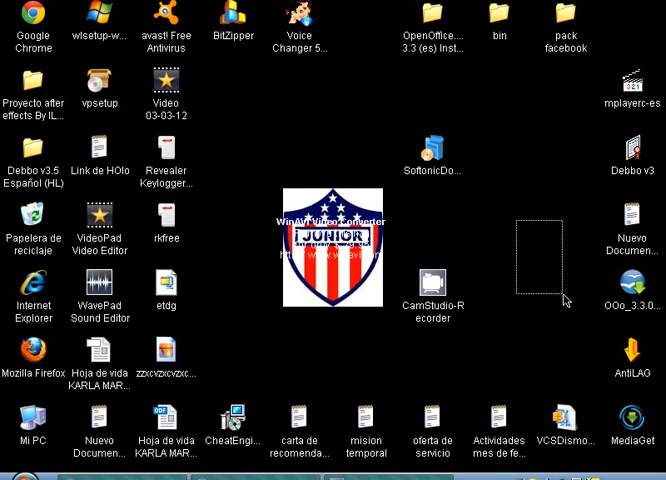 Google
Chrome
wlsetup-w...
avast! Free
Antivirus
BitZipper
Voice
Changer 5...
OpenOffice....
3.3 (es) Inst...
bin
pack
facebook
Proyecto after
effects By IL...
vpsetup
Video
03-03-12
mplayerc-es
Debbo v3.5
Español (HL)
Link de HOlo
Revealer
Keylogger...
SoftonicDo...
Debbo v3
WinAVI Video Converter
JUNIOR
Papelera de
reciclaje
VideoPad
Video Editor
rkfree
Nuevo
Documen...
Internet
Explorer
WavePad
Sound Editor
etdg
CamStudio-R
ecorder
OOo_3.3.0...
Mozilla Firefox
Hoja de vida
KARLA MAR...
zzxcvzxcvzxc...
AntiLAG
Mi PC
Nuevo
Documen...
Hoja de vida
KARLA MAR...
CheatEngi...
carta de
recomenda...
mision
temporal
oferta de
servicio
Actividades
mes de fe...
VCSDismo...
MediaGet